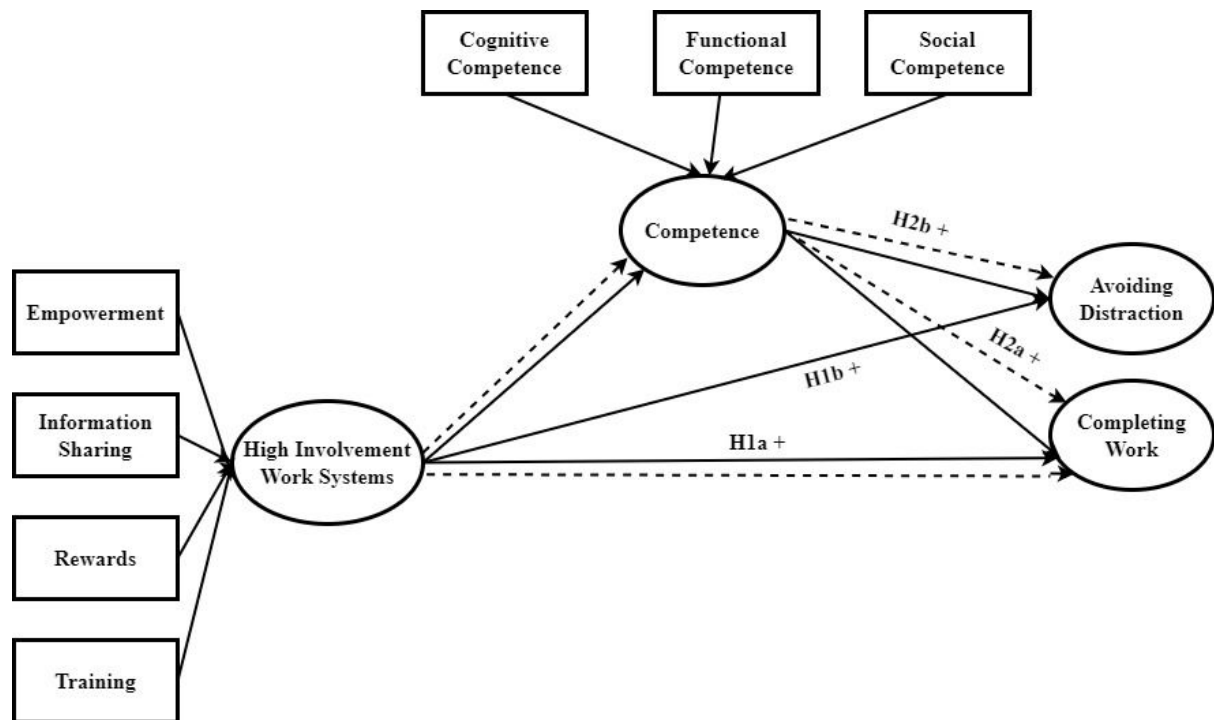 Cognitive
Competence
Functional
Competence
Social
Competence
Competence
H2b +
Avoiding
Distraction
Empowerment
H2a +
H1b +
Information
Sharing
High Involvement
Work Systems
H1a +
Completing
Work
Rewards
Training